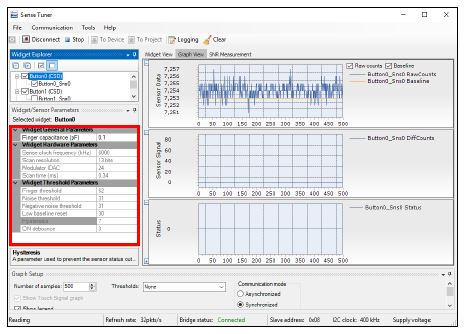 Sense Tuner
File Communication Tools Help
Disconnect Stop To Device To Project Logging Clear
Widget Explorer
Widget View Graph View SNR Measurement
Button0 (CSD)
Button0_Sns0
Button1 (CSD)
Button1_Sns0
Raw counts Baseline
Button0_Sns0 RawCounts
Button0_Sns0 Baseline
Sensor Data
7,257
7,256
7,255
7,254
7,253
7,252
7,251
0 50 100 150 200 250 300 350 400 450 500
Widget/Sensor Parameters
Selected widget: Button0
Widget General Parameters
Finger capacitance (pF) 0.1
Widget Hardware Parameters
Sense clock frequency (kHz) 6000
Scan resolution 13 bits
Modulator IDAC 24
Scan time (ms) 0.34
Widget Threshold Parameters
Finger threshold 62
Noise threshold 31
Negative noise threshold 31
Low baseline reset 30
Hysteresis 7
ON debounce 3
Sensor Signal
80
60
40
20
0
0 50 100 150 200 250 300 350 400 450 500
Button0_Sns0 DiffCounts
Status
0
0 50 100 150 200 250 300 350 400 450 500
Button0_Sns0 Status
Hysteresis
A parameter used to prevent the sensor status out...
Graph Setup
Number of samples: 500
Thresholds: None
Communication mode
Asynchronized
Synchronized
Show Touch Signal graph
Show legend
Reading Refresh rate: 32pkts/s Bridge status: Connected Slave address: 0x08 I2C clock: 400 kHz Supply voltage: